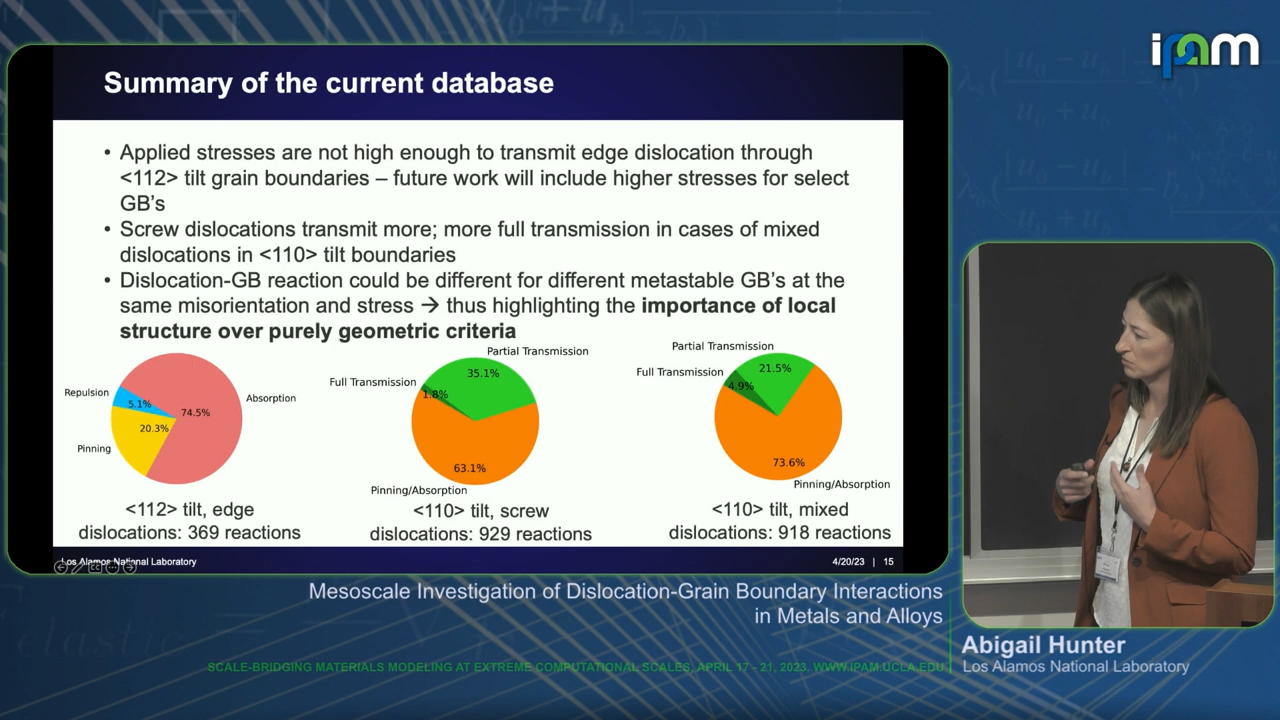 ipam
Summary of the current database
• Applied stresses are not high enough to transmit edge dislocation through
<112> tilt grain boundaries – future work will include higher stresses for select
GB's
• Screw dislocations transmit more; more full transmission in cases of mixed
dislocations in <110> tilt boundaries
• Dislocation-GB reaction could be different for different metastable GB's at the
same misorientation and stress → thus highlighting the importance of local
structure over purely geometric criteria
Repulsion
5.1%
74.5%
Absorption
20.3%
Pinning
<112> tilt, edge
dislocations: 369 reactions
Partial Transmission
35.1%
Full Transmission
1.8%
63.1%
Pinning/Absorption
<110> tilt, screw
dislocations: 929 reactions
Partial Transmission
21.5%
Full Transmission
4.9%
73.6%
Pinning/Absorption
<110> tilt, mixed
dislocations: 918 reactions
Los Alamos National Laboratory
4/20/23 | 15
Mesoscale Investigation of Dislocation-Grain Boundary Interactions
in Metals and Alloys
Abigail Hunter
Los Alamos National Laboratory
SCALE-BRIDGING MATERIALS MODELING AT EXTREME COMPUTATIONAL SCALES, APRIL 17 - 21, 2023, WWW.IPAM.UCLA.EDU
elastic